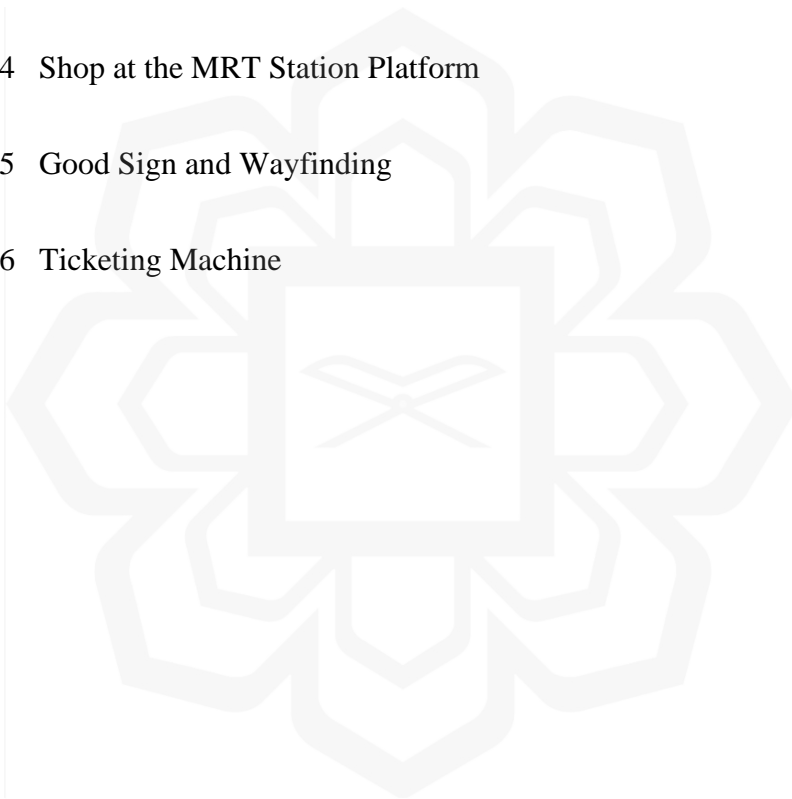 4 Shop at the MRT Station Platform
5 Good Sign and Wayfinding
6 Ticketing Machine